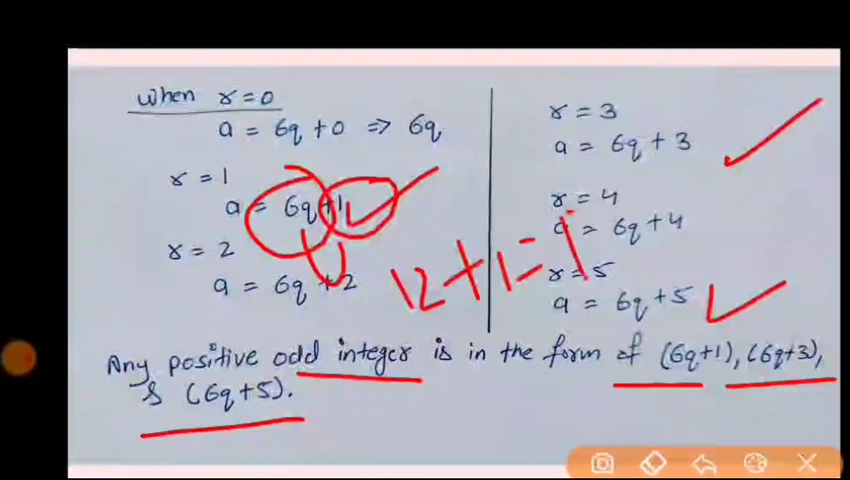 When r=0
a = 6q + 0 => 6q
r = 1
a = 6q+1
r = 2
a = 6q + 2
r = 3
a = 6q + 3
r = 4
a = 6q + 4
r = 5
a = 6q + 5
12+1=1
Any positive odd integer is in the form of (6q+1), (6q+3),
& (6q+5).